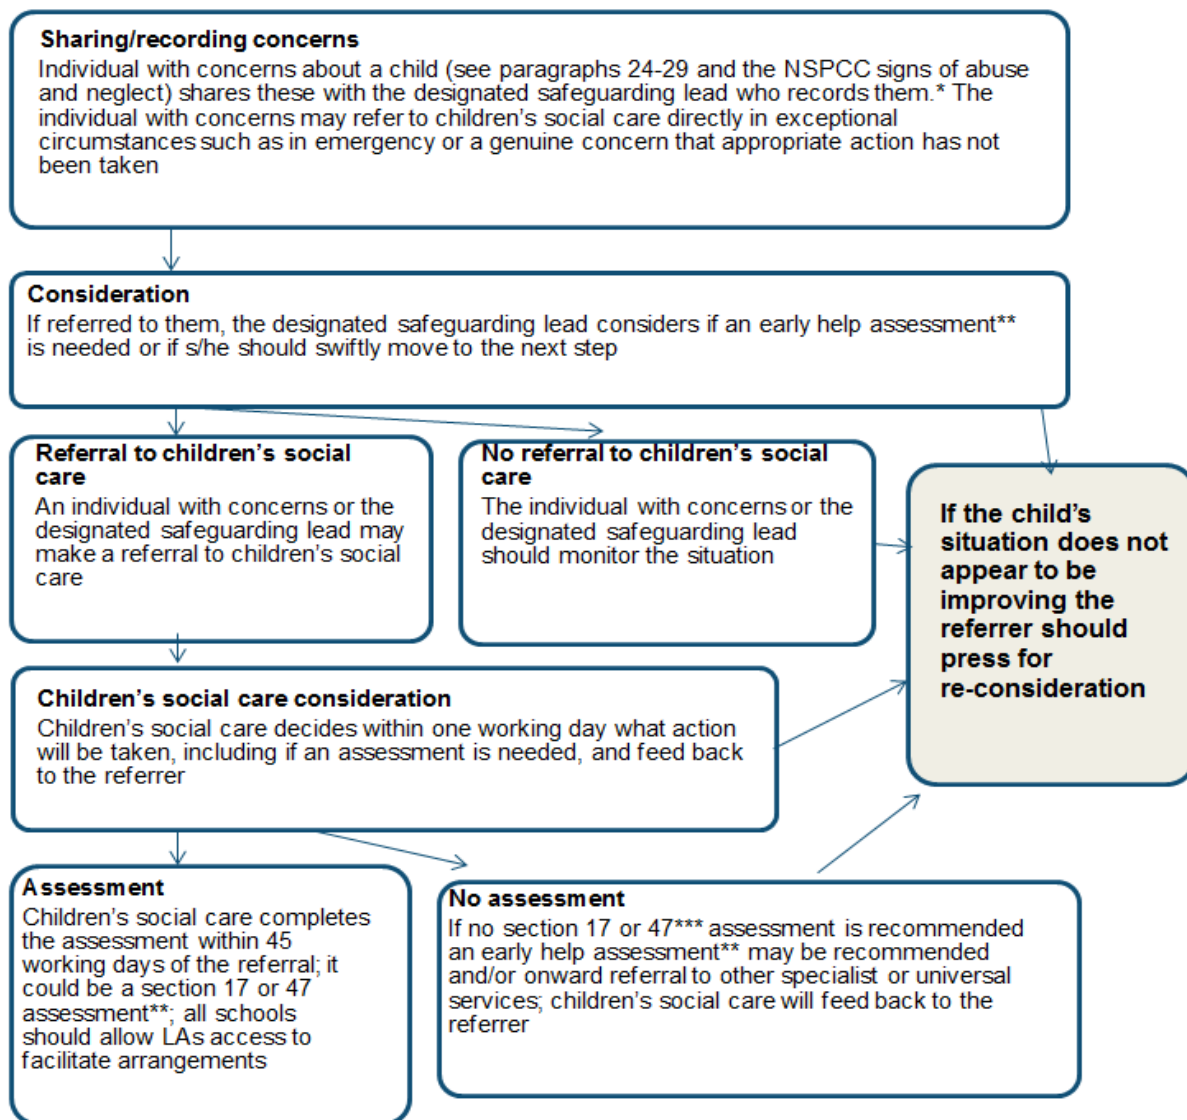 Sharing/recording concerns
Individual with concerns about a child (see paragraphs 24-29 and the NSPCC signs of abuse
and neglect) shares these with the designated safeguarding lead who records them.* The
individual with concerns may refer to children’s social care directly in exceptional
circumstances such as in emergency or a genuine concern that appropriate action has not
been taken
Consideration
If referred to them, the designated safeguarding lead considers if an early help assessment**
is needed or if s/he should swiftly move to the next step
Referral to children’s social
care
An individual with concerns or the
designated safeguarding lead may
make a referral to children’s social
care
No referral to children’s social
care
The individual with concerns or the
designated safeguarding lead
should monitor the situation
If the child’s
situation does not
appear to be
improving the
referrer should
press for
re-consideration
Children’s social care consideration
Children’s social care decides within one working day what action
will be taken, including if an assessment is needed, and feed back
to the referrer
Assessment
Children’s social care completes
the assessment within 45
working days of the referral; it
could be a section 17 or 47
assessment**; all schools
should allow LAs access to
facilitate arrangements
No assessment
If no section 17 or 47*** assessment is recommended
an early help assessment** may be recommended
and/or onward referral to other specialist or universal
services; children’s social care will feed back to the
referrer